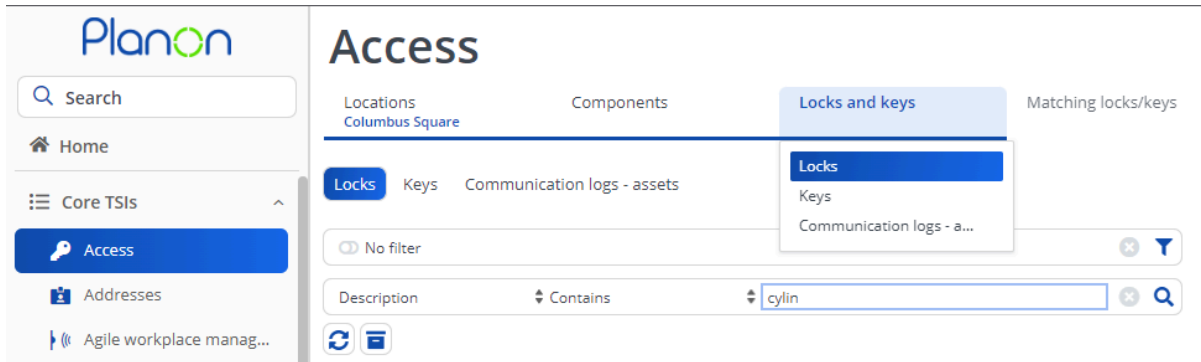 Planon
Search
Home
Core TSIs
Access
Addresses
Agile workplace manag...
Access
Locations
Columbus Square
Components
Locks and keys
Matching locks/keys
Locks
Keys
Communication logs - a...
Locks Keys Communication logs - assets
No filter
Description Contains cylin